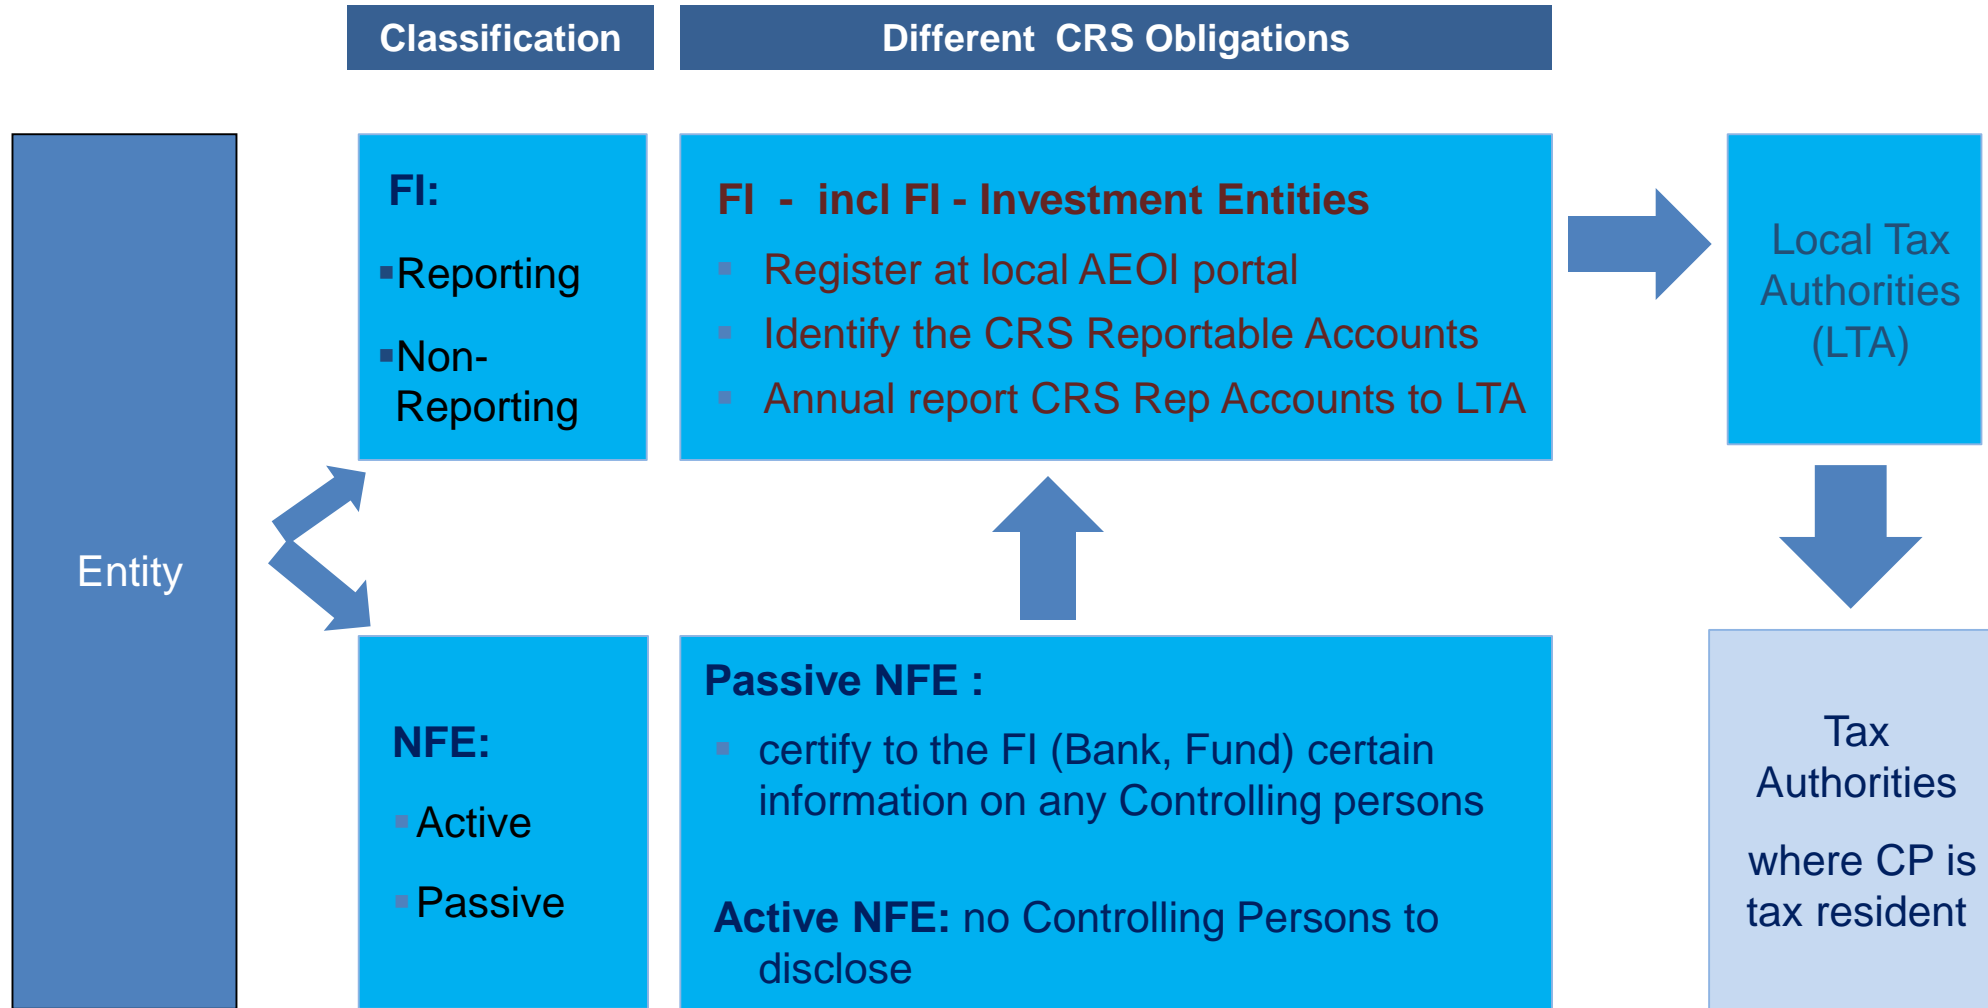 Classification
Different CRS Obligations
Entity
FI:
▪Reporting
▪Non-
Reporting
FI - incl FI - Investment Entities
▪ Register at local AEOI portal
▪ Identify the CRS Reportable Accounts
▪ Annual report CRS Rep Accounts to LTA
Local Tax
Authorities
(LTA)
NFE:
▪Active
▪Passive
Passive NFE :
▪ certify to the FI (Bank, Fund) certain
information on any Controlling persons
Active NFE: no Controlling Persons to
disclose
Tax
Authorities
where CP is
tax resident